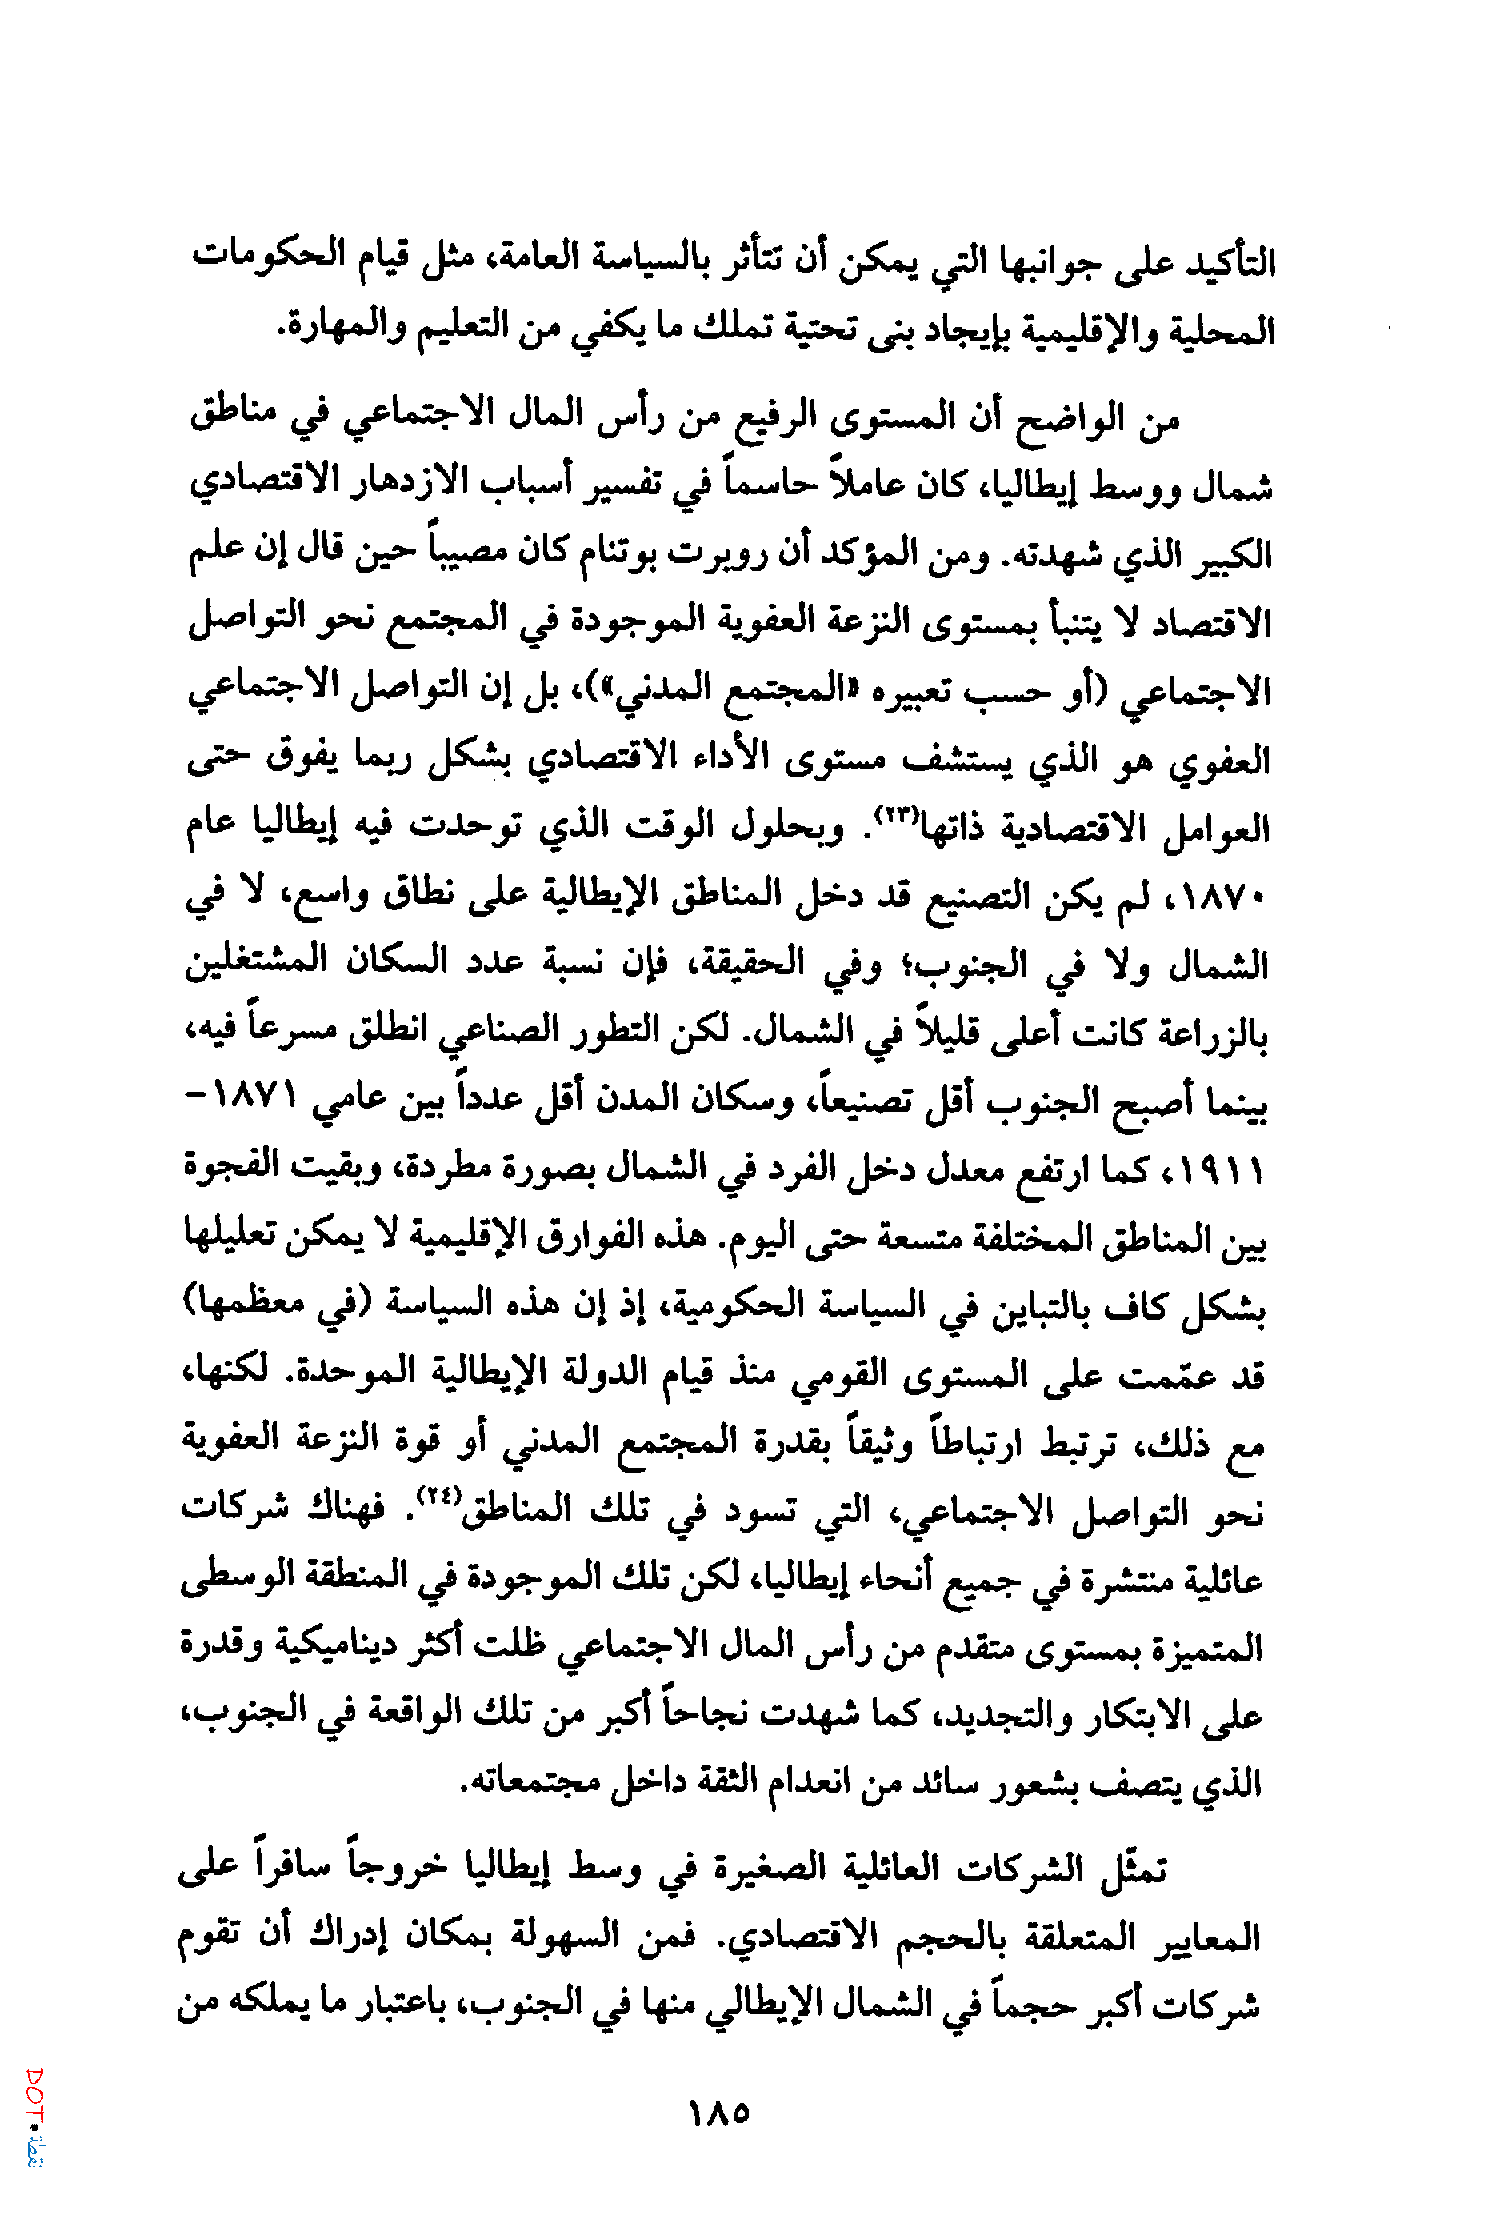 التأكيد على جوانبها التي يمكن أن تتأثر بالسياسة العامة، مثل قيام الحكومات
المحلية والإقليمية بإيجاد بنى تحتية تملك ما يكفي من التعليم والمهارة.
من الواضح أن المستوى الرفيع من رأس المال الاجتماعي في مناطق
شمال ووسط إيطاليا، كان عاملاً حاسماً في تفسير أسباب الازدهار الاقتصادي
الكبير الذي شهدته. ومن المؤكد أن روبرت بوتنام كان مصيباً حين قال إن علم
الاقتصاد لا يتنبأ بمستوى النزعة العفوية الموجودة في المجتمع نحو التواصل
الاجتماعي (أو حسب تعبيره «المجتمع المدني»)، بل إن التواصل الاجتماعي
العفوي هو الذي يستشف مستوى الأداء الاقتصادي بشكل ربما يفوق حتى
العوامل الاقتصادية ذاتها(٢٣). وبحلول الوقت الذي توحدت فيه إيطاليا عام
١٨٧٠، لم يكن التصنيع قد دخل المناطق الإيطالية على نطاق واسع، لا في
الشمال ولا في الجنوب؛ وفي الحقيقة، فإن نسبة عدد السكان المشتغلين
بالزراعة كانت أعلى قليلاً في الشمال. لكن التطور الصناعي انطلق مسرعاً فيه،
بينما أصبح الجنوب أقل تصنيعاً، وسكان المدن أقل عدداً بين عامي ١٨٧١-
١٩١١، كما ارتفع معدل دخل الفرد في الشمال بصورة مطردة، وبقيت الفجوة
بين المناطق المختلفة متسعة حتى اليوم. هذه الفوارق الإقليمية لا يمكن تعليلها
بشكل كاف بالتباين في السياسة الحكومية، إذ إن هذه السياسة (في معظمها)
قد عمّمت على المستوى القومي منذ قيام الدولة الإيطالية الموحدة. لكنها،
مع ذلك، ترتبط ارتباطاً وثيقاً بقدرة المجتمع المدني أو قوة النزعة العفوية
نحو التواصل الاجتماعي، التي تسود في تلك المناطق(٢٤). فهناك شركات
عائلية منتشرة في جميع أنحاء إيطاليا، لكن تلك الموجودة في المنطقة الوسطى
المتميزة بمستوى متقدم من رأس المال الاجتماعي ظلت أكثر ديناميكية وقدرة
على الابتكار والتجديد، كما شهدت نجاحاً أكبر من تلك الواقعة في الجنوب،
الذي يتصف بشعور سائد من انعدام الثقة داخل مجتمعاته.
تمثّل الشركات العائلية الصغيرة في وسط إيطاليا خروجاً سافراً على
المعايير المتعلقة بالحجم الاقتصادي. فمن السهولة بمكان إدراك أن تقوم
شركات أكبر حجماً في الشمال الإيطالي منها في الجنوب، باعتبار ما يملكه من
١٨٥
DOT نقطة